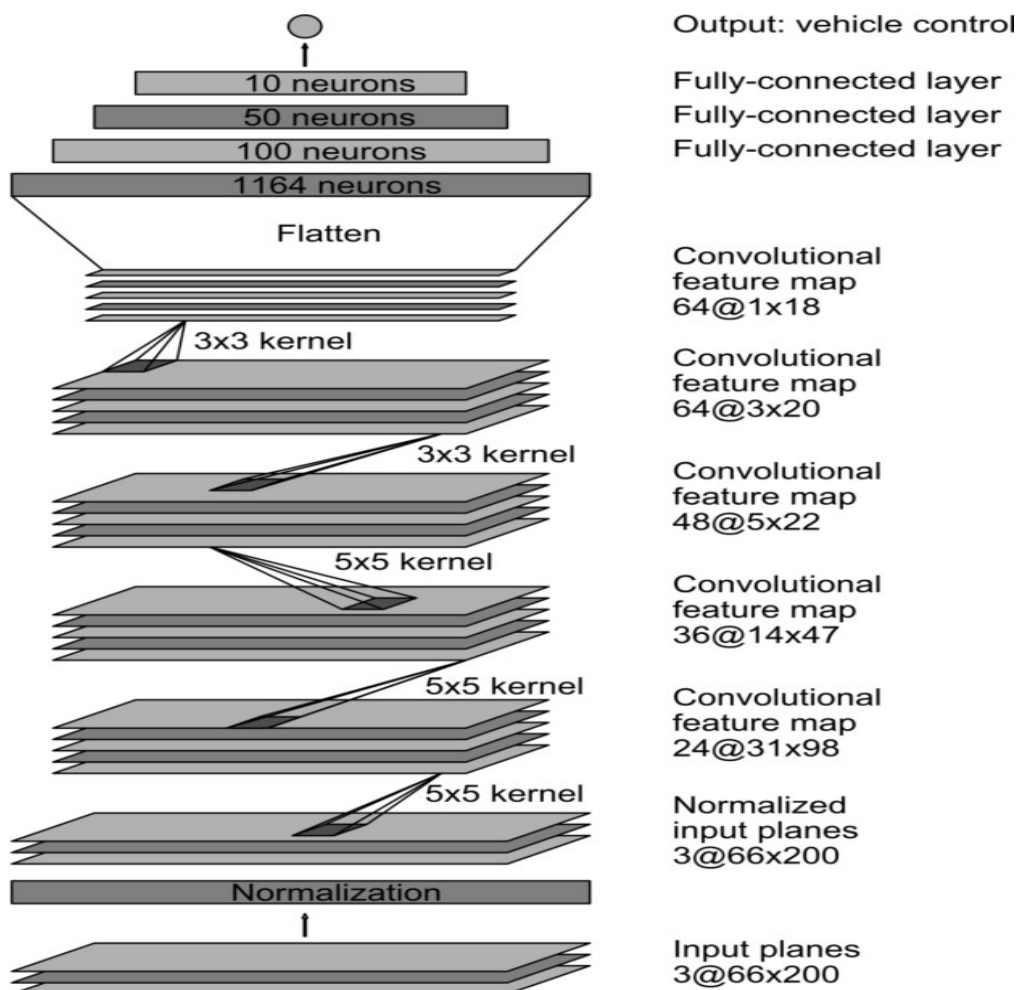 Output: vehicle control
10 neurons
Fully-connected layer
50 neurons
Fully-connected layer
100 neurons
Fully-connected layer
1164 neurons
Flatten
Convolutional
feature map
64@1x18
3x3 kernel
Convolutional
feature map
64@3x20
3x3 kernel
Convolutional
feature map
48@5x22
5x5 kernel
Convolutional
feature map
36@14x47
5x5 kernel
Convolutional
feature map
24@31x98
5x5 kernel
Normalized
input planes
3@66x200
Normalization
Input planes
3@66x200